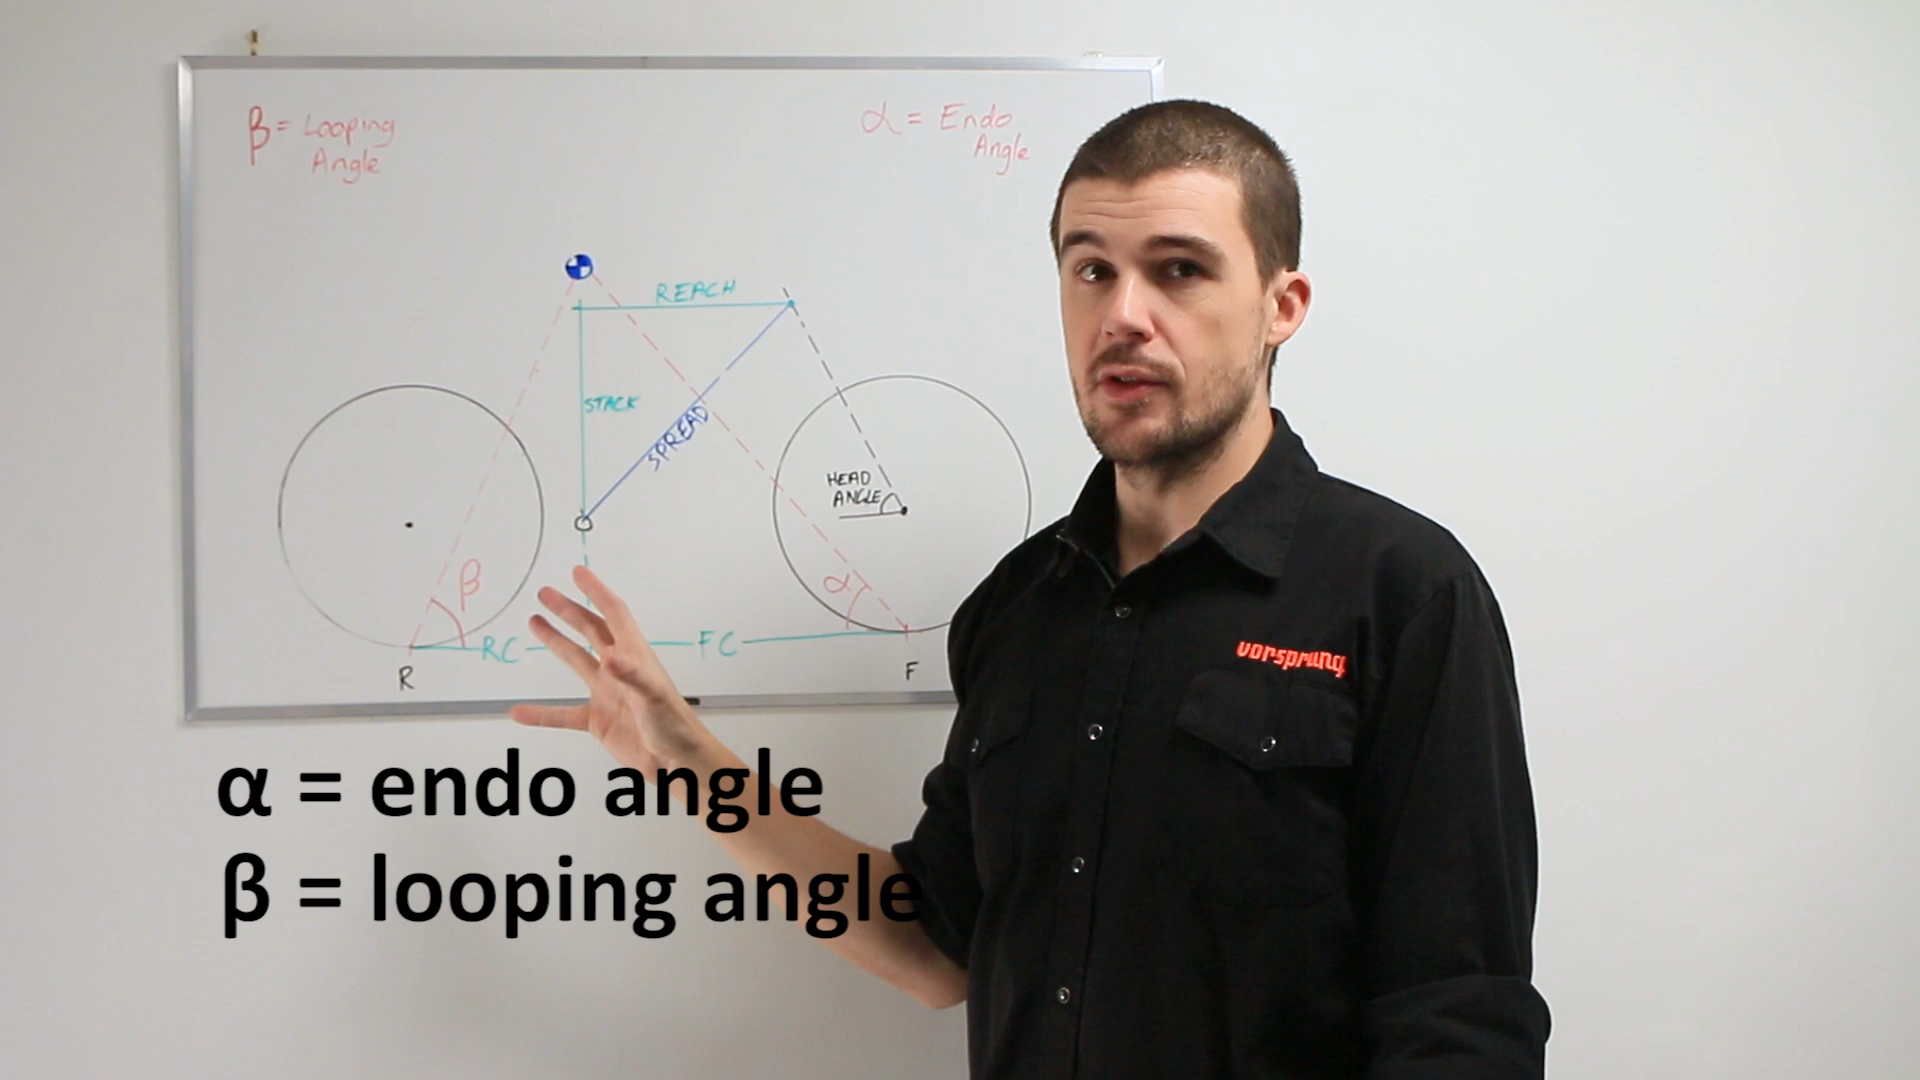 β = Looping
Angle
α = Endo
Angle
REACH
STACK
SPREAD
HEAD
ANGLE
β
α
RC
FC
R
F
vorsprung
α = endo angle
β = looping angle